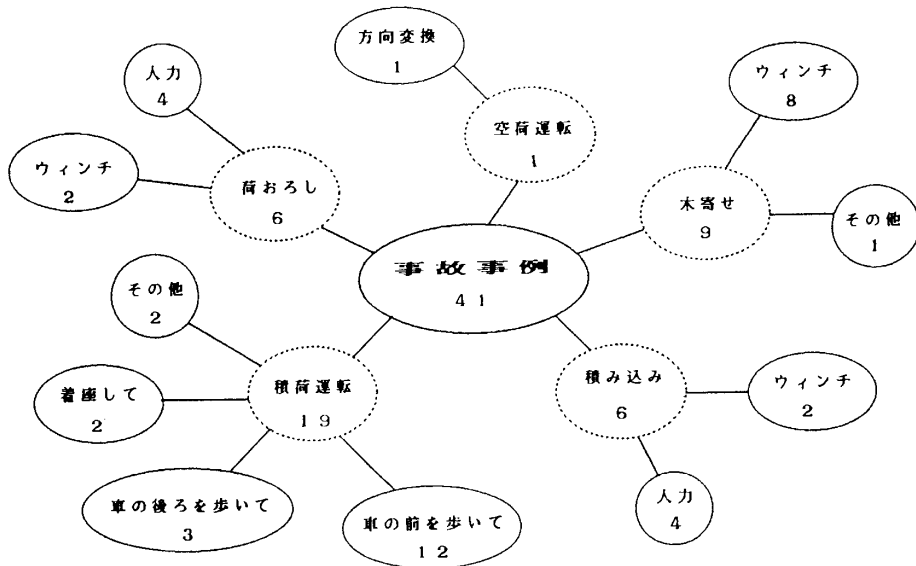 方向変換
1
人力
4
ウィンチ
8
空荷運転
1
ウィンチ
2
荷おろし
6
木寄せ
9
その他
1
事故事例
41
その他
2
積荷運転
19
積み込み
6
ウィンチ
2
着座して
2
車の後ろを歩いて
3
車の前を歩いて
12
人力
4